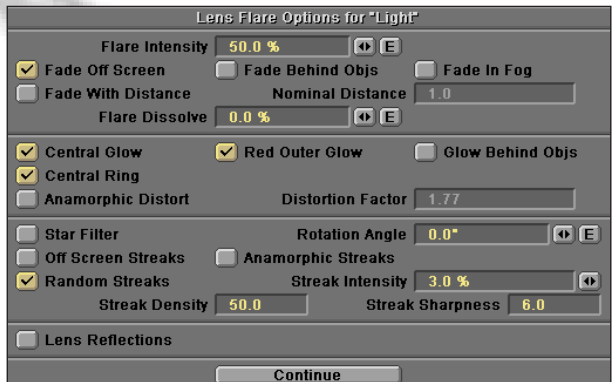 Lens Flare Options for "Light"
Flare Intensity 50.0 % E
Fade Off Screen Fade Behind Objs Fade In Fog
Fade With Distance Nominal Distance 1.0
Flare Dissolve 0.0 % E
Central Glow Red Outer Glow Glow Behind Objs
Central Ring
Anamorphic Distort Distortion Factor 1.77
Star Filter Rotation Angle 0.0° E
Off Screen Streaks Anamorphic Streaks
Random Streaks Streak Intensity 3.0 %
Streak Density 50.0 Streak Sharpness 6.0
Lens Reflections
Continue